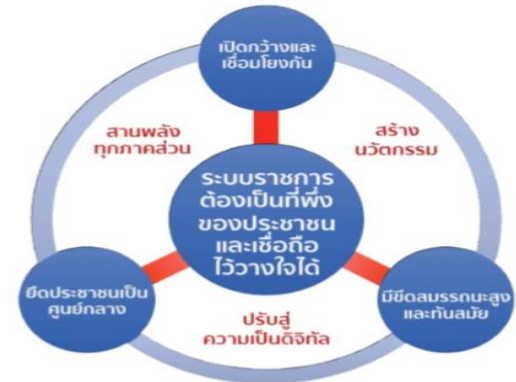 เปิดกว้างและ
เชื่อมโยงกัน
สานพลัง
ทุกภาคส่วน
สร้าง
นวัตกรรม
ระบบราชการ
ต้องเป็นที่พึ่ง
ของประชาชน
และเชื่อถือ
ไว้วางใจได้
ยึดประชาชนเป็น
ศูนย์กลาง
มีขีดสมรรถนะสูง
และทันสมัย
ปรับสู่
ความเป็นดิจิทัล